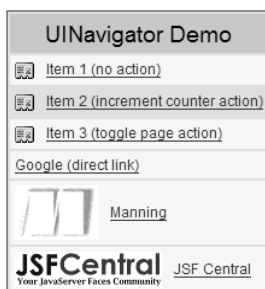 UINavigator Demo
Item 1 (no action)
Item 2 (increment counter action)
Item 3 (toggle page action)
Google (direct link)
Manning
JSFCentral JSF Central
Your JavaServer Faces Community